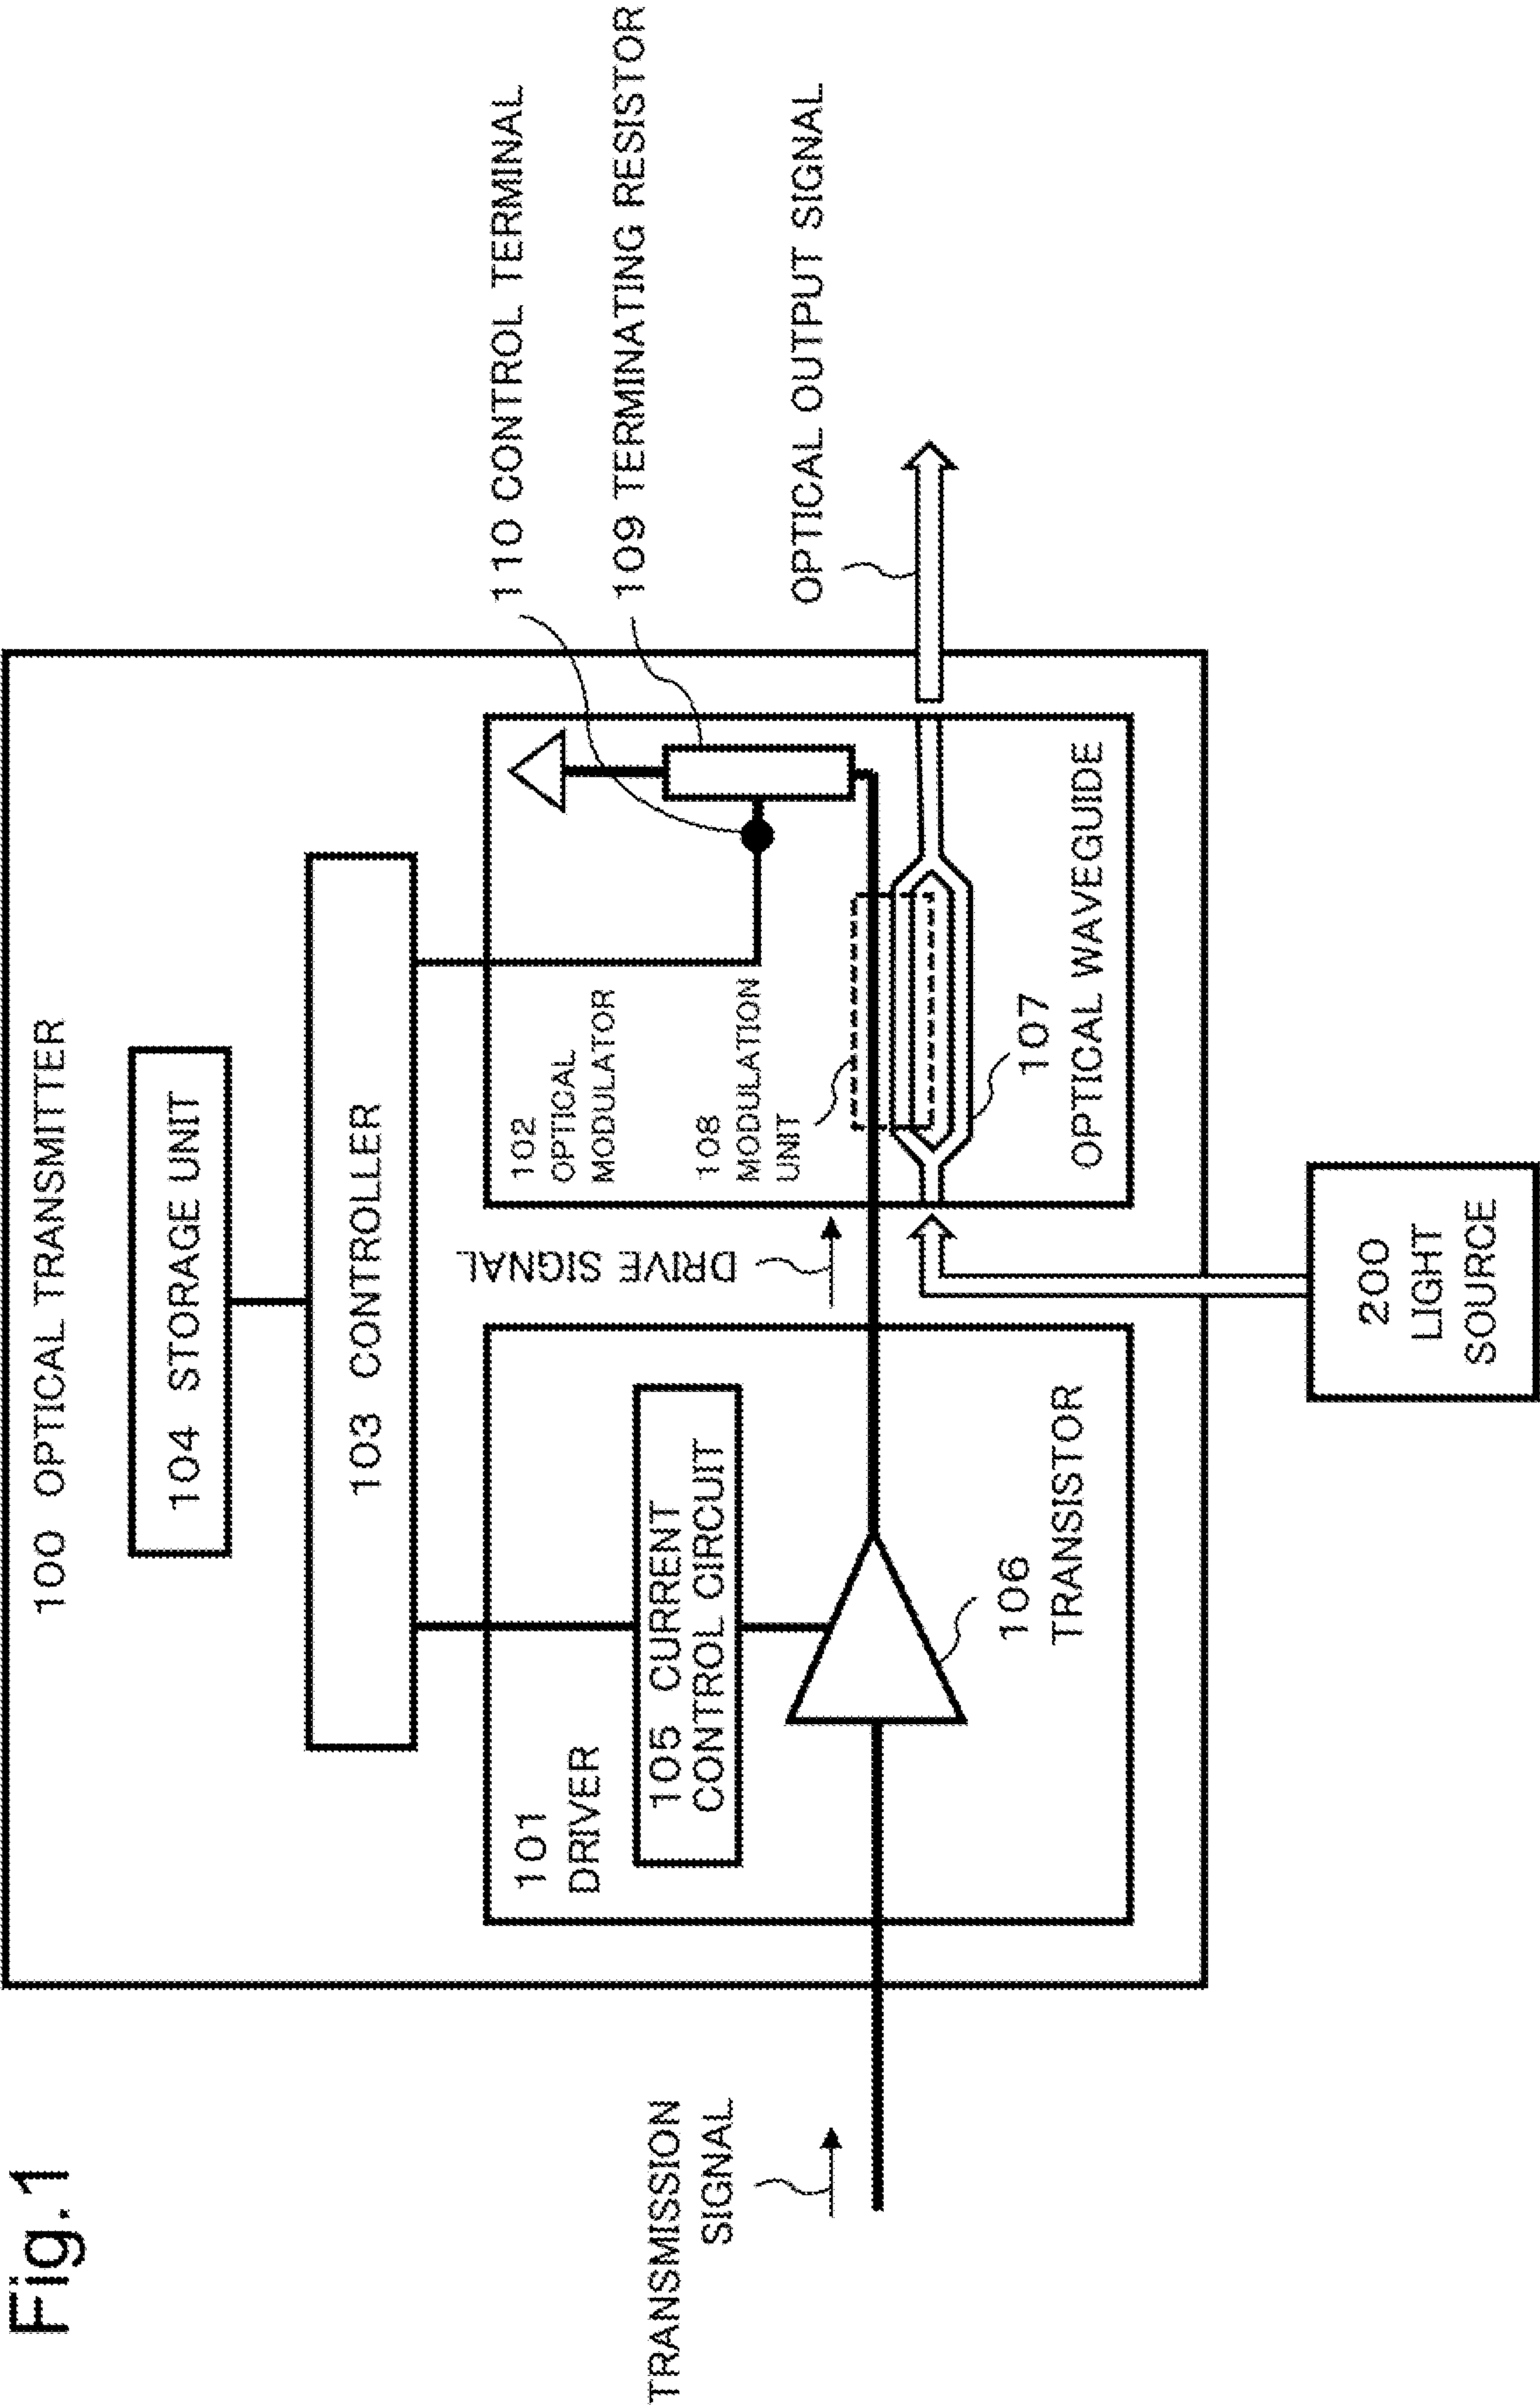 Fig.1
100 OPTICAL TRANSMITTER
104 STORAGE UNIT
103 CONTROLLER
101
DRIVER
105 CURRENT
CONTROL CIRCUIT
106
TRANSISTOR
TRANSMISSION
SIGNAL
DRIVE SIGNAL
102
OPTICAL
MODULATOR
108
MODULATION
UNIT
107
OPTICAL WAVEGUIDE
110 CONTROL TERMINAL
109 TERMINATING RESISTOR
OPTICAL OUTPUT SIGNAL
200
LIGHT
SOURCE